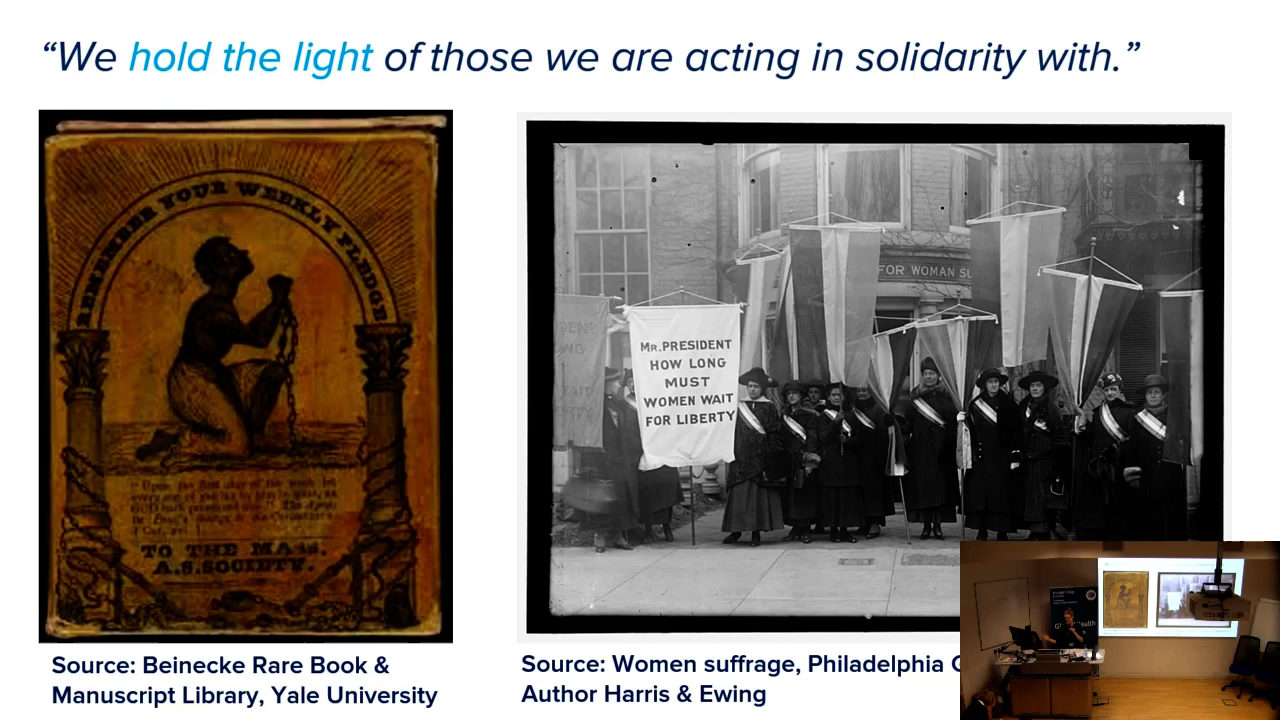 “We hold the light of those we are acting in solidarity with.”
REMEMBER YOUR WEEKLY PLEDGE
TO THE MASS.
A.S.SOCIETY.
Source: Beinecke Rare Book &
Manuscript Library, Yale University
FOR WOMAN SU
MR.PRESIDENT
HOW LONG
MUST
WOMEN WAIT
FOR LIBERTY
Source: Women suffrage, Philadelphia
Author Harris & Ewing